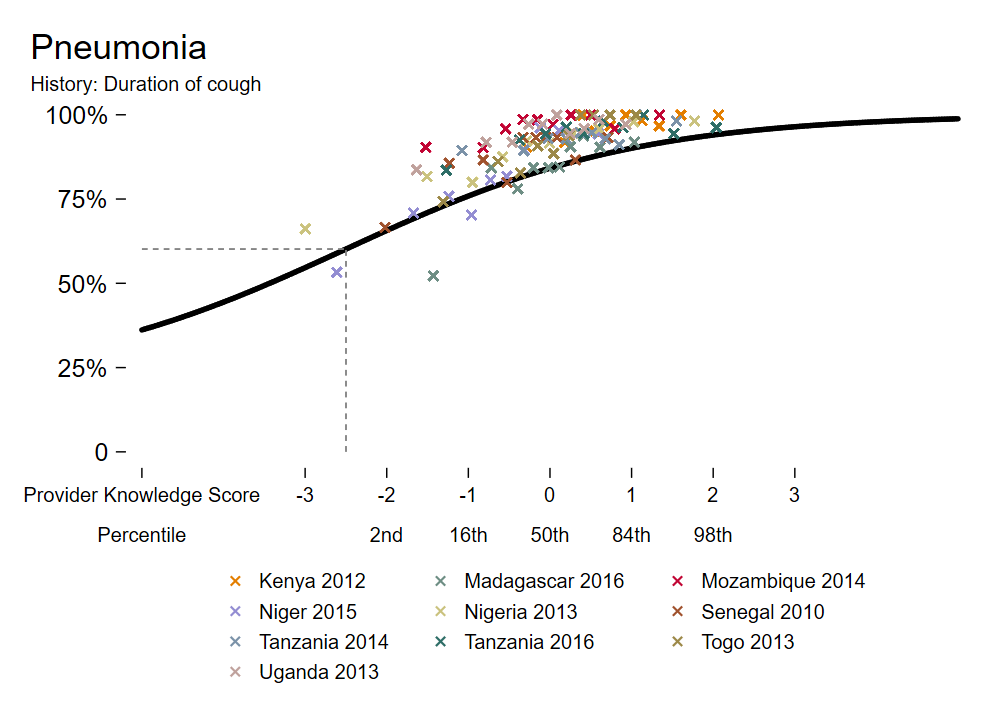 Pneumonia
History: Duration of cough
100%
75%
50%
25%
0
Provider Knowledge Score -3 -2 -1 0 1 2 3
Percentile 2nd 16th 50th 84th 98th
Kenya 2012 Madagascar 2016 Mozambique 2014
Niger 2015 Nigeria 2013 Senegal 2010
Tanzania 2014 Tanzania 2016 Togo 2013
Uganda 2013